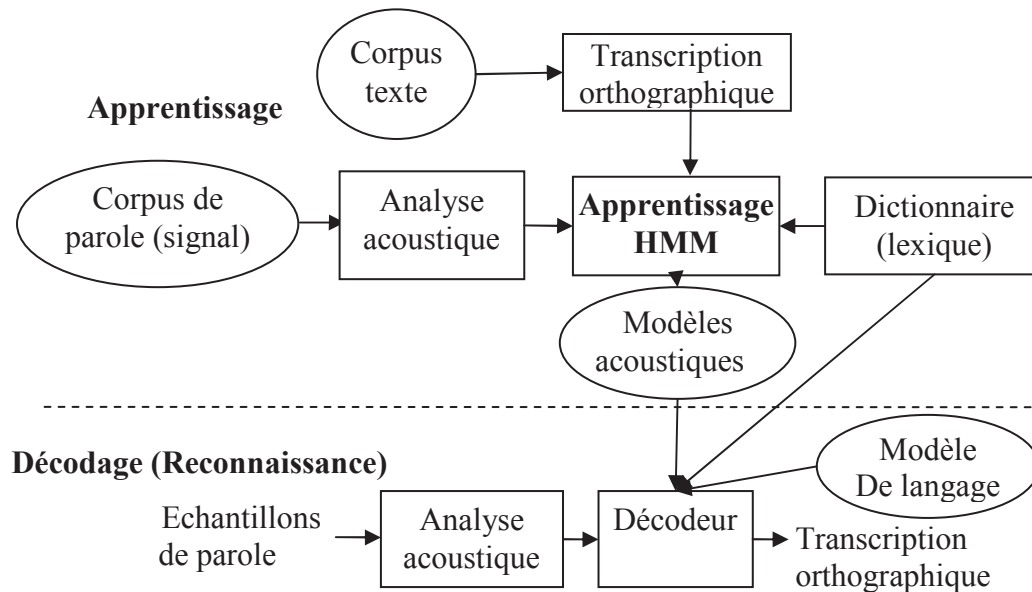 Corpus
texte
Transcription
orthographique
Apprentissage
Corpus de
parole (signal)
Analyse
acoustique
Apprentissage
HMM
Dictionnaire
(lexique)
Modèles
acoustiques
Décodage (Reconnaissance)
Modèle
De langage
Echantillons
de parole
Analyse
acoustique
Décodeur
Transcription
orthographique